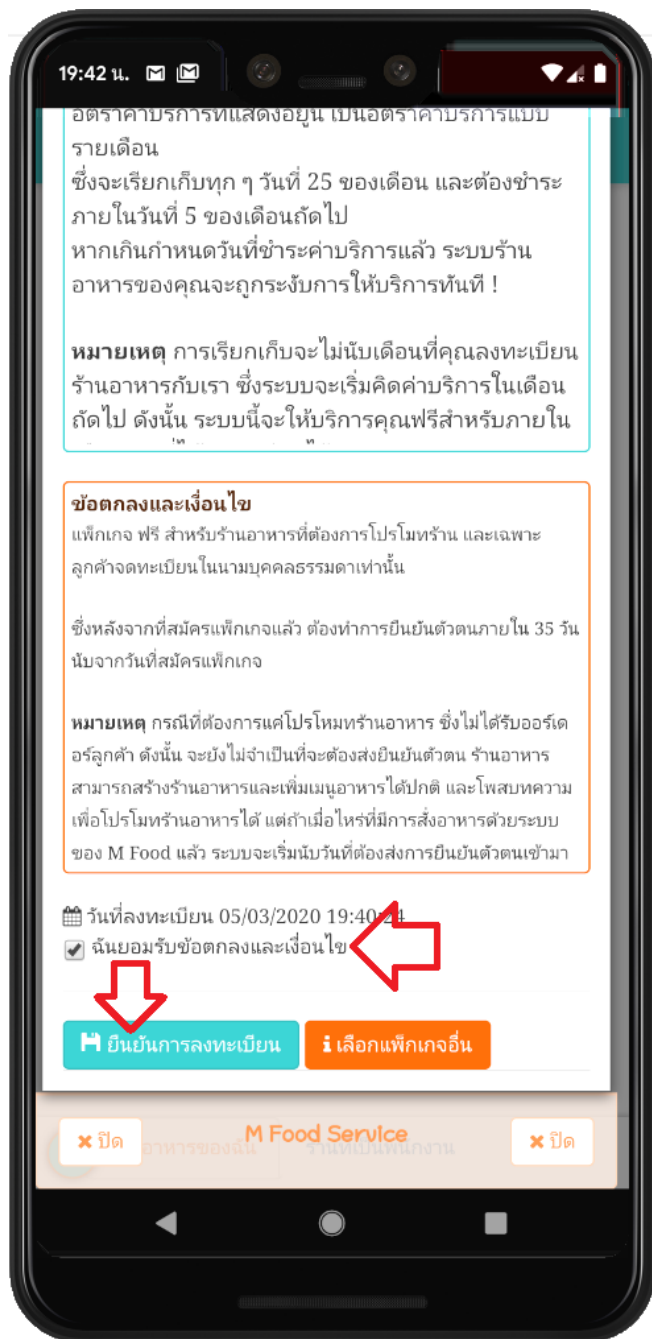 19:42 น.
อัตราค่าบริการที่แสดงอยู่นี้ เป็นอัตราค่าบริการแบบ
รายเดือน
ซึ่งจะเรียกเก็บทุก ๆ วันที่ 25 ของเดือน และต้องชำระ
ภายในวันที่ 5 ของเดือนถัดไป
หากเกินกำหนดวันที่ชำระค่าบริการแล้ว ระบบร้าน
อาหารของคุณจะถูกระงับการให้บริการทันที !
หมายเหตุ การเรียกเก็บจะไม่นับเดือนที่คุณลงทะเบียน
ร้านอาหารกับเรา ซึ่งระบบจะเริ่มคิดค่าบริการในเดือน
ถัดไป ดังนั้น ระบบนี้จะให้บริการคุณฟรีสำหรับภายใน
ข้อตกลงและเงื่อนไข
แพ็กเกจ ฟรี สำหรับร้านอาหารที่ต้องการโปรโมทร้าน และเฉพาะ
ลูกค้าจดทะเบียนในนามบุคคลธรรมดาเท่านั้น
ซึ่งหลังจากที่สมัครแพ็กเกจแล้ว ต้องทำการยืนยันตัวตนภายใน 35 วัน
นับจากวันที่สมัครแพ็กเกจ
หมายเหตุ กรณีที่ต้องการแค่โปรโหมทร้านอาหาร ซึ่งไม่ได้รับออร์เด
อร์ลูกค้า ดังนั้น จะยังไม่จำเป็นที่จะต้องส่งยืนยันตัวตน ร้านอาหาร
สามารถสร้างร้านอาหารและเพิ่มเมนูอาหารได้ปกติ และโพสบทความ
เพื่อโปรโมทร้านอาหารได้ แต่ถ้าเมื่อไหร่ที่มีการสั่งอาหารด้วยระบบ
ของ M Food แล้ว ระบบจะเริ่มนับวันที่ต้องส่งการยืนยันตัวตนเข้ามา
วันที่ลงทะเบียน 05/03/2020 19:40:24
ฉันยอมรับข้อตกลงและเงื่อนไข
ยืนยันการลงทะเบียน เลือกแพ็กเกจอื่น
ปิด M Food Service ปิด
อาหารของฉัน ร้านที่เป็นพนักงาน